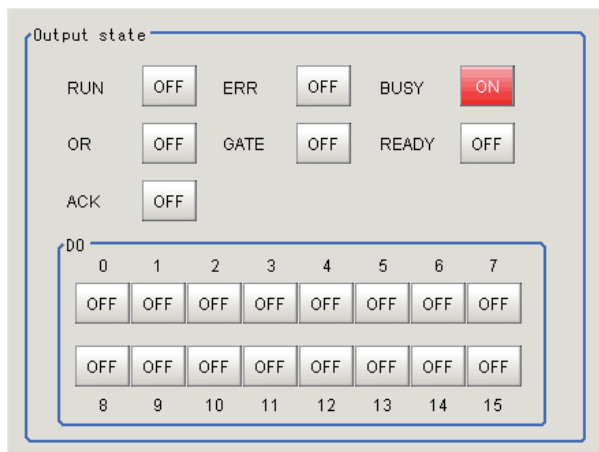 Output state
RUN OFF ERR OFF BUSY ON
OR OFF GATE OFF READY OFF
ACK OFF
DO
0 1 2 3 4 5 6 7
OFF OFF OFF OFF OFF OFF OFF OFF
OFF OFF OFF OFF OFF OFF OFF OFF
8 9 10 11 12 13 14 15